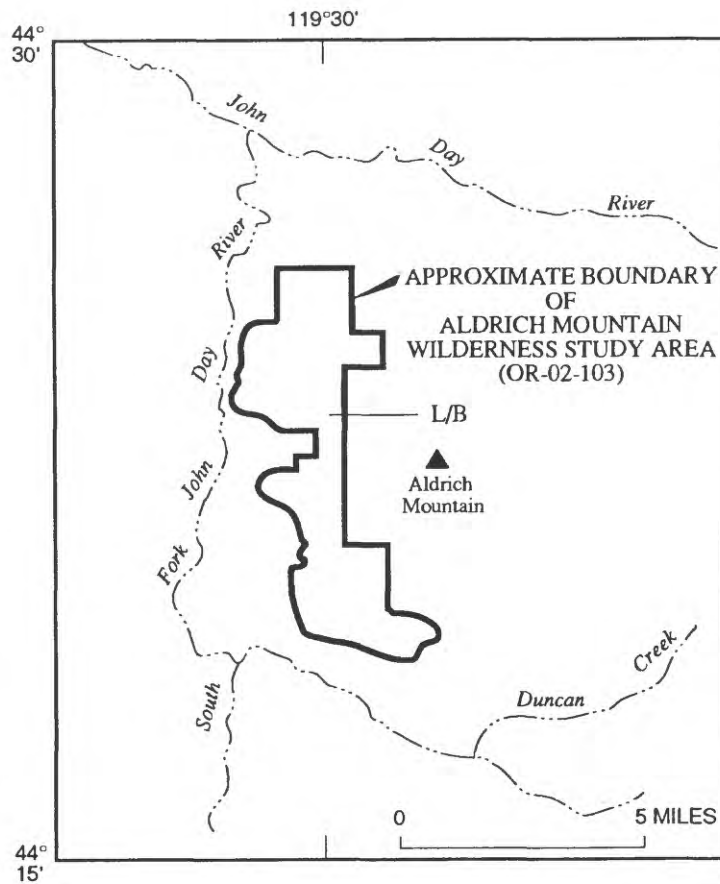 119°30'
44°
30'
John
Day
River
River
APPROXIMATE BOUNDARY
OF
ALDRICH MOUNTAIN
WILDERNESS STUDY AREA
(OR-02-103)
Day
L/B
John
Aldrich
Mountain
Fork
Creek
Duncan
South
0 5 MILES
44°
15'